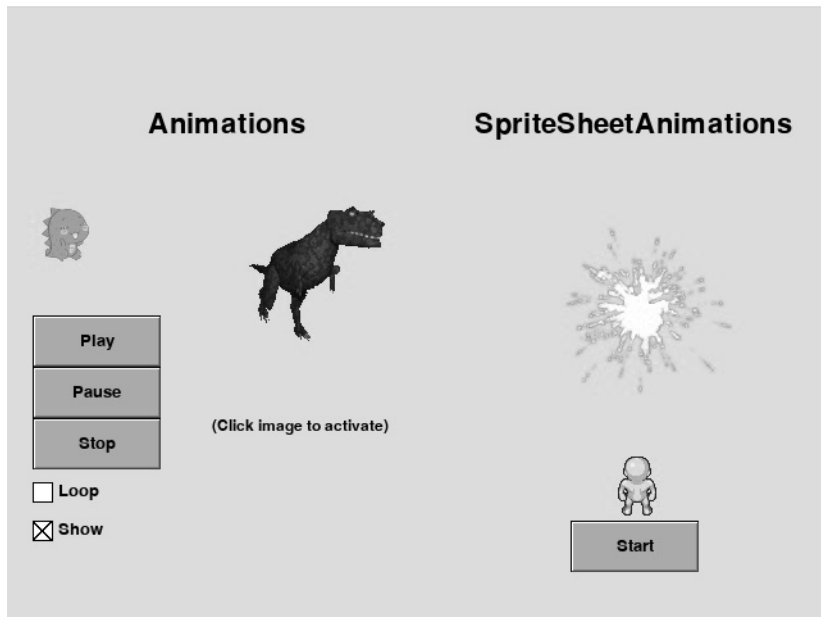 Animations
SpriteSheetAnimations
Play
Pause
Stop
(Click image to activate)
Loop
Show
Start